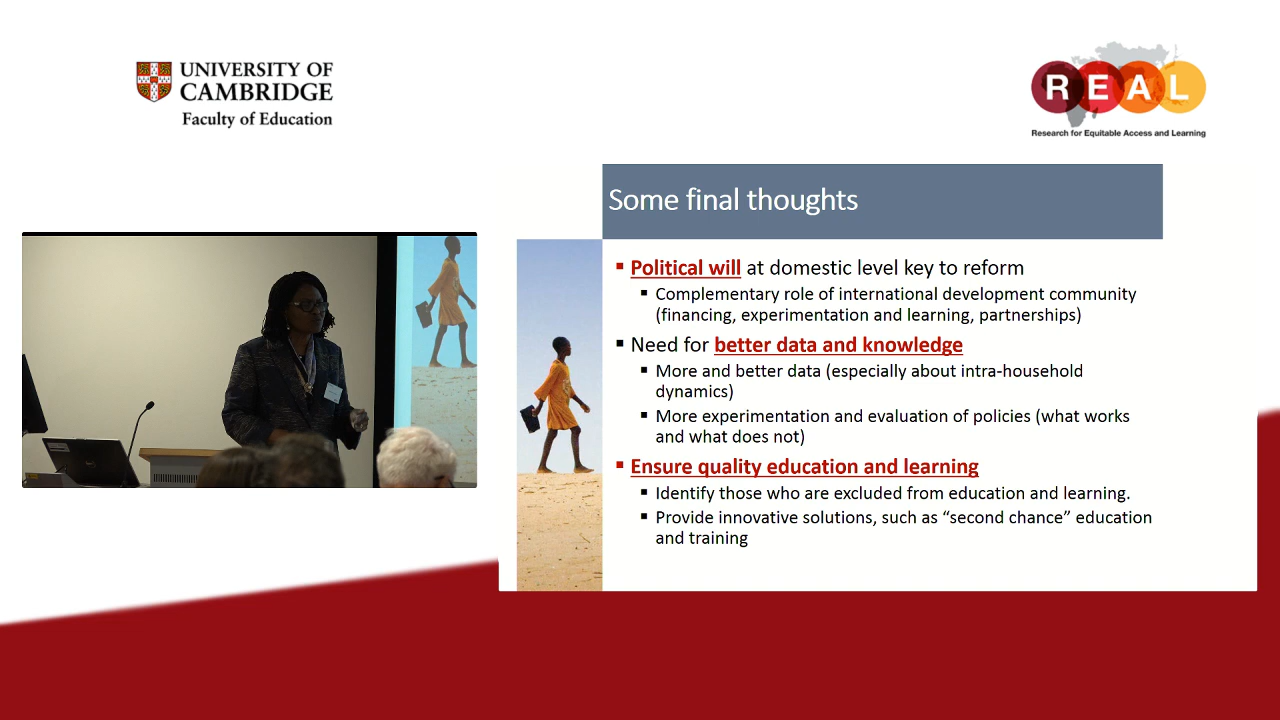 UNIVERSITY OF
CAMBRIDGE
Faculty of Education
REAL
Research for Equitable Access and Learning
Some final thoughts
Political will at domestic level key to reform
Complementary role of international development community
(financing, experimentation and learning, partnerships)
Need for better data and knowledge
More and better data (especially about intra-household
dynamics)
More experimentation and evaluation of policies (what works
and what does not)
Ensure quality education and learning
Identify those who are excluded from education and learning.
Provide innovative solutions, such as “second chance” education
and training